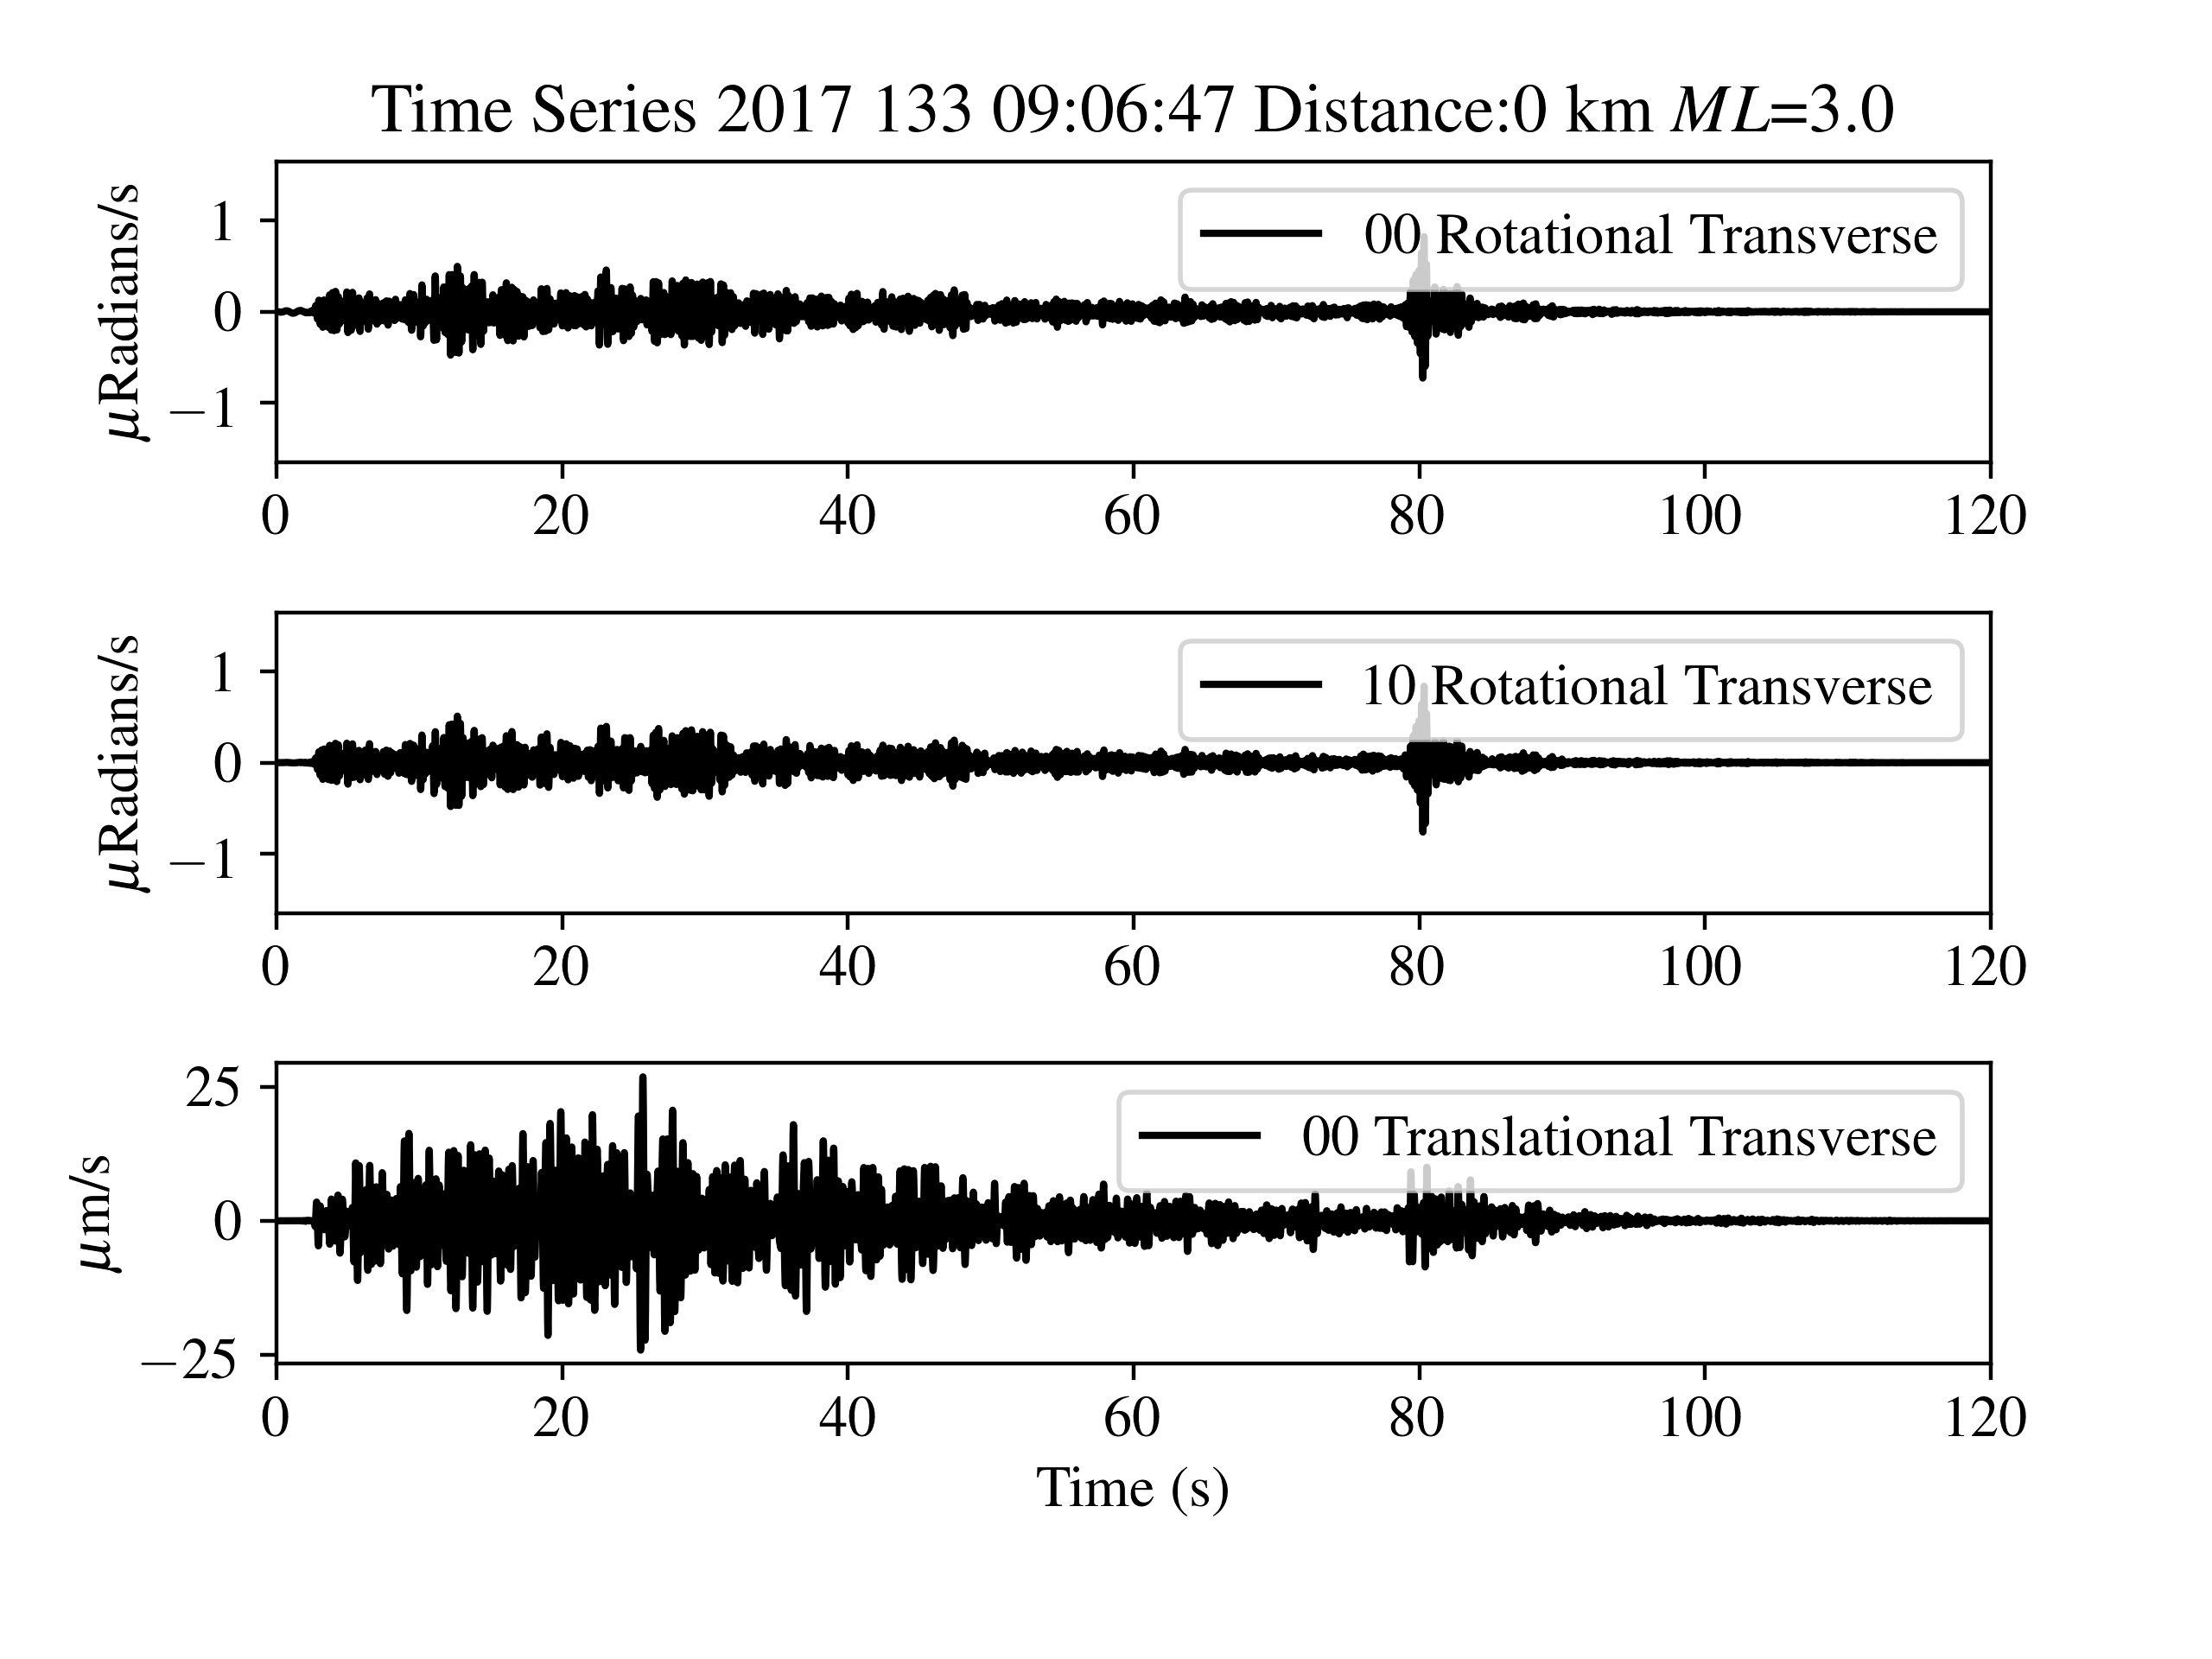 Time Series 2017 133 09:06:47 Distance:0 km ML=3.0
μRadians/s
1
0
−1
00 Rotational Transverse
0 20 40 60 80 100 120
μRadians/s
1
0
−1
10 Rotational Transverse
0 20 40 60 80 100 120
μm/s
25
0
−25
00 Translational Transverse
0 20 40 60 80 100 120
Time (s)